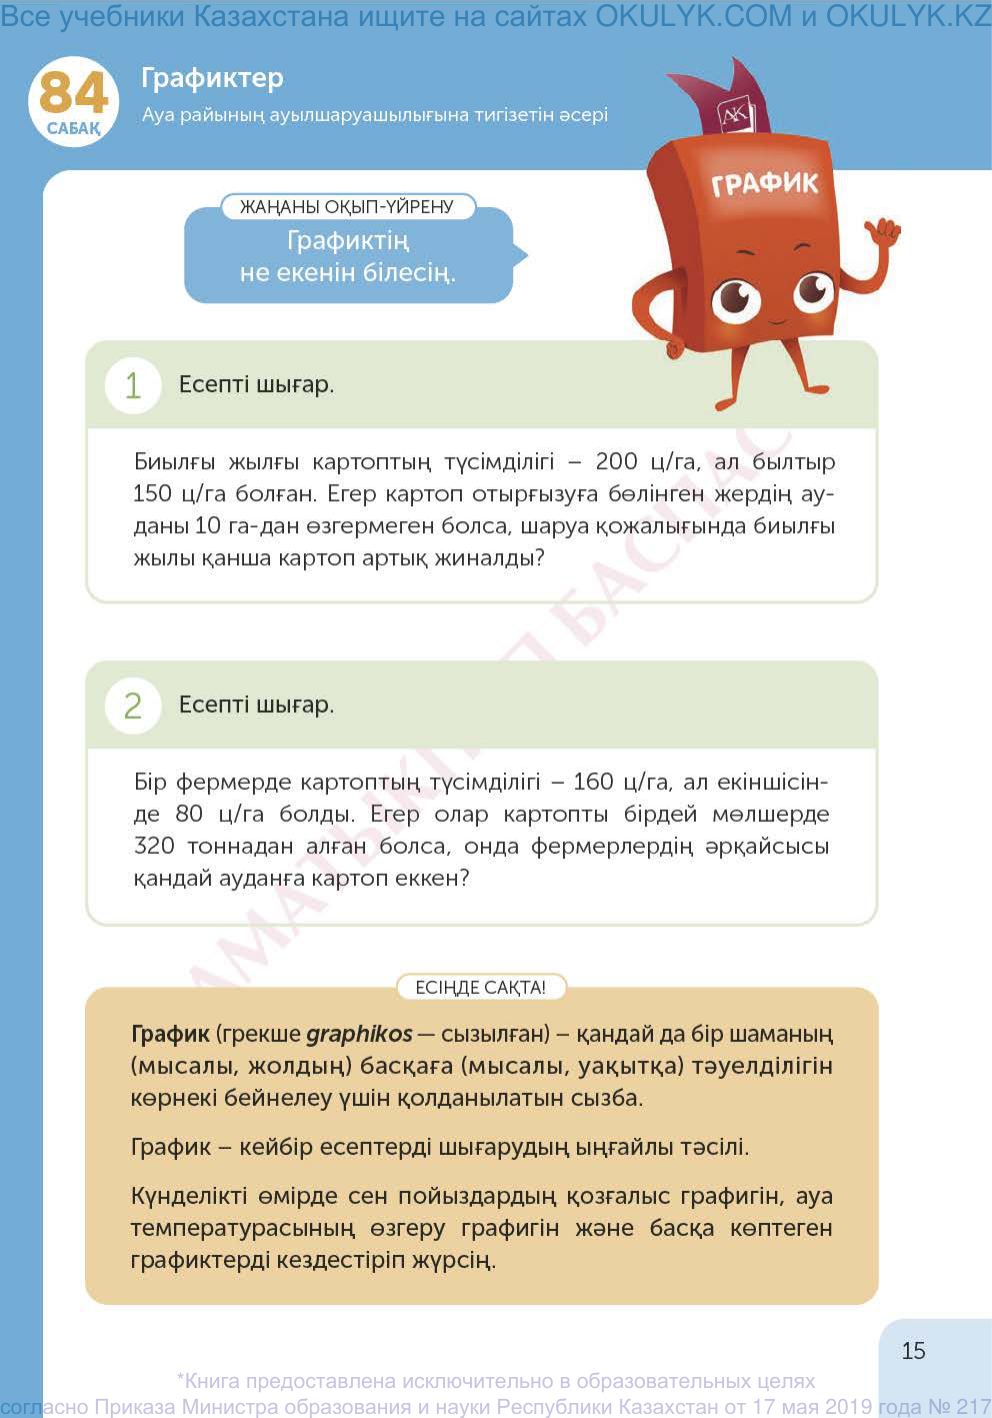 Все учебники Казахстана ищите на сайтах OKULYK.COM и OKULYK.KZ
84
САБАҚ
Графиктер
Ауа райының ауылшаруашылығына тигізетін әсері
АК
ГРАФИК
ЖАҢАНЫ ОҚЫП-ҮЙРЕНУ
Графиктің
не екенін білесің.
1 Есепті шығар.
Биылғы жылғы картоптың түсімділігі – 200 ц/га, ал былтыр
150 ц/га болған. Егер картоп отырғызуға бөлінген жердің ау-
даны 10 га-дан өзгермеген болса, шаруа қожалығында биылғы
жылы қанша картоп артық жиналды?
2 Есепті шығар.
Бір фермерде картоптың түсімділігі – 160 ц/га, ал екіншісін-
де 80 ц/га болды. Егер олар картопты бірдей мөлшерде
320 тоннадан алған болса, онда фермерлердің әрқайсысы
қандай ауданға картоп еккен?
ЕСІҢДЕ САҚТА!
График (грекше graphikos — сызылған) – қандай да бір шаманың
(мысалы, жолдың) басқаға (мысалы, уақытқа) тәуелділігін
көрнекі бейнелеу үшін қолданылатын сызба.
График – кейбір есептерді шығарудың ыңғайлы тәсілі.
Күнделікті өмірде сен пойыздардың қозғалыс графигін, ауа
температурасының өзгеру графигін және басқа көптеген
графиктерді кездестіріп жүрсің.
15
*Книга предоставлена исключительно в образовательных целях
согласно Приказа Министра образования и науки Республики Казахстан от 17 мая 2019 года № 217